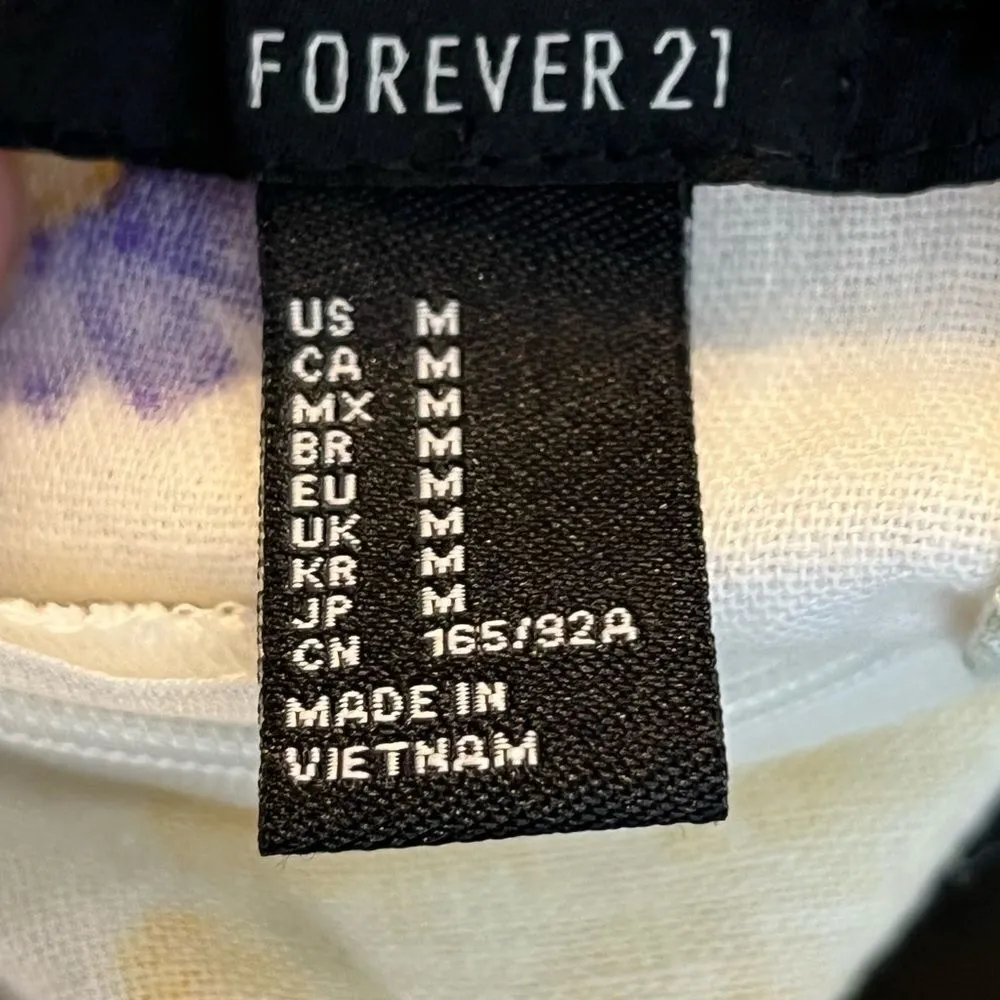 FOREVER 21
US M
CA M
MX M
BR M
EU M
UK M
KR M
JP M
CN 165/92A
MADE IN
VIETNAM